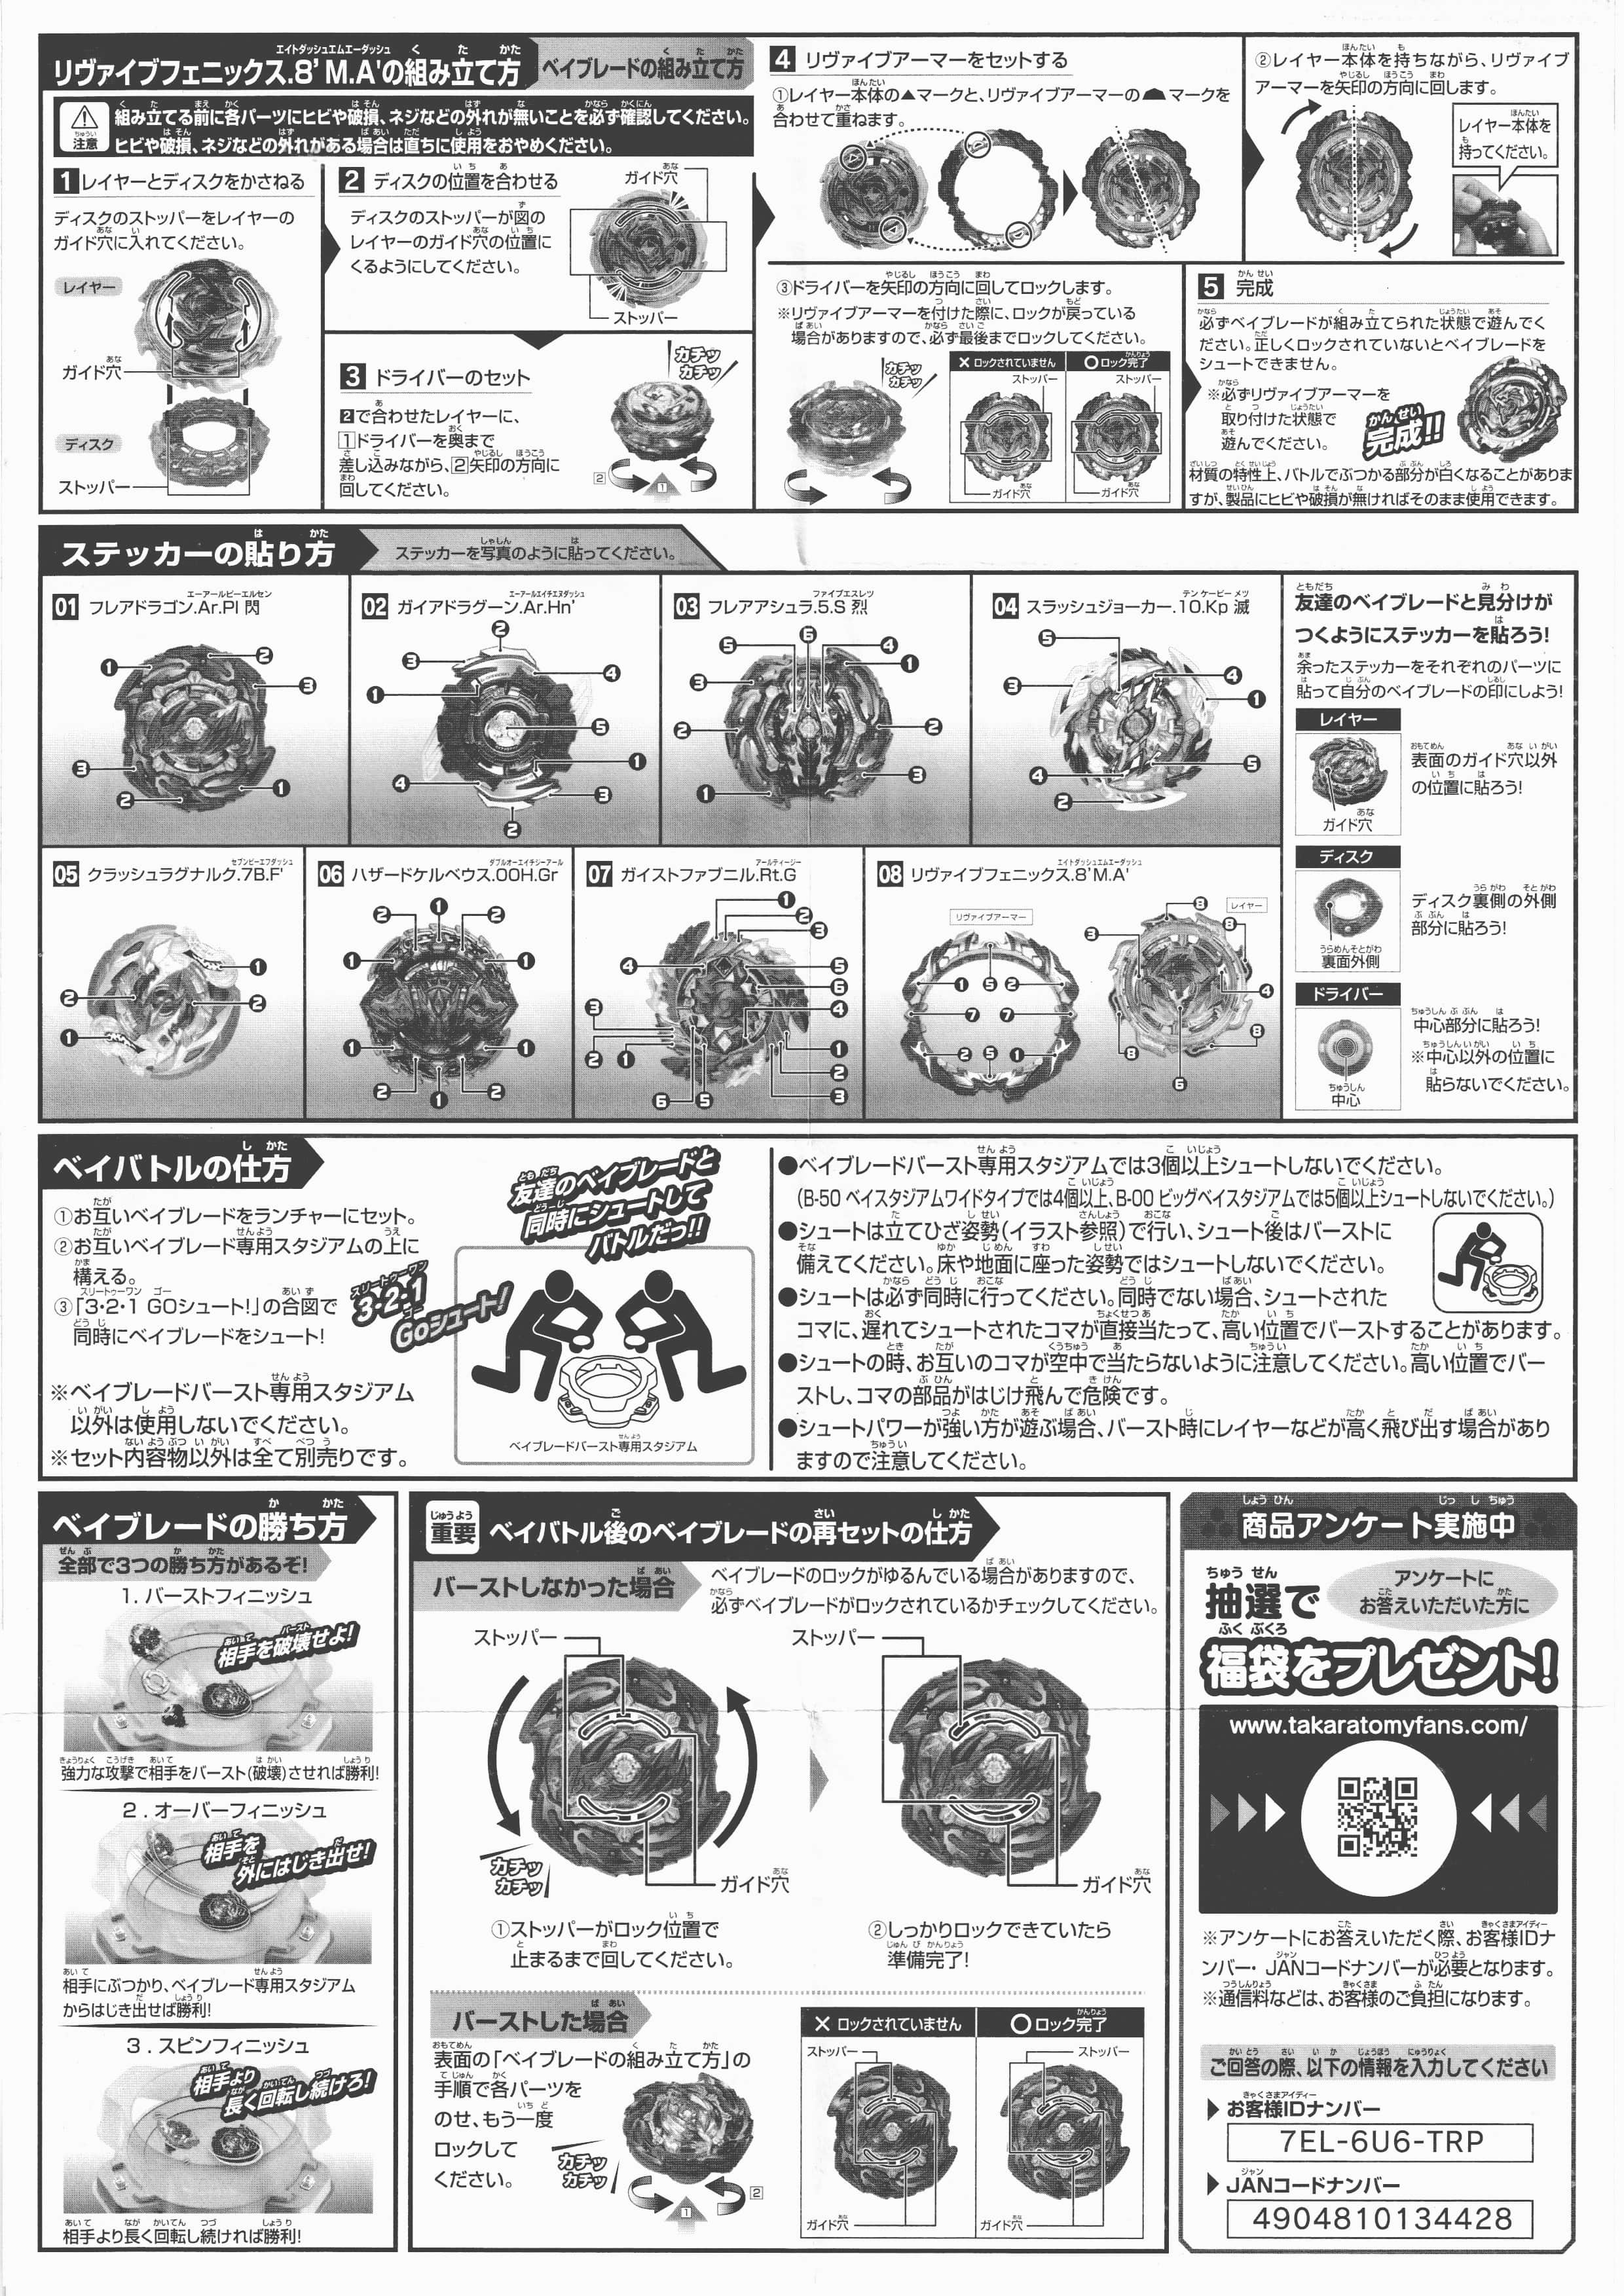 リヴァイブフェニックス.8’M.A'の組み立て方
ベイブレードの組み立て方
注意
組み立てる前に各パーツにヒビや破損、ネジなどの外れが無いことを必ず確認してください。
ヒビや破損、ネジなどの外れがある場合は直ちに使用をおやめください。
1 レイヤーとディスクをかさねる
ディスクのストッパーをレイヤーの
ガイド穴に入れてください。
レイヤー
ガイド穴
ディスク
ストッパー
2 ディスクの位置を合わせる
ディスクのストッパーが図の
レイヤーのガイド穴の位置に
くるようにしてください。
ガイド穴
ストッパー
3 ドライバーのセット
2で合わせたレイヤーに、
1ドライバーを奥まで
差し込みながら、2矢印の方向に
回してください。
カチッ
カチッ
2
1
4 リヴァイブアーマーをセットする
①レイヤー本体の▲マークと、リヴァイブアーマーの マークを
合わせて重ねます。
②レイヤー本体を持ちながら、リヴァイブ
アーマーを矢印の方向に回します。
レイヤー本体を
持ってください。
③ドライバーを矢印の方向に回してロックします。
※リヴァイブアーマーを付けた際に、ロックが戻っている
場合がありますので、必ず最後までロックしてください。
カチッ
カチッ
× ロックされていません
ストッパー
ガイド穴
○ ロック完了
ストッパー
ガイド穴
5 完成
必ずベイブレードが組み立てられた状態で遊んでく
ださい。正しくロックされていないとベイブレードを
シュートできません。
※必ずリヴァイブアーマーを
取り付けた状態で
遊んでください。
完成!!
材質の特性上、バトルでぶつかる部分が白くなることがありま
すが、製品にヒビや破損が無ければそのまま使用できます。
ステッカーの貼り方
ステッカーを写真のように貼ってください。
01 フレアドラゴン.Ar.Pl 閃
02 ガイアドラグーン.Ar.Hn'
03 フレアアシュラ.5.S 烈
04 スラッシュジョーカー.10.Kp 滅
05 クラッシュラグナルク.7B.F'
06 ハザードケルベウス.00H.Gr
07 ガイストファブニル.Rt.G
08 リヴァイブフェニックス.8’M.A'
リヴァイブアーマー
レイヤー
友達のベイブレードと見分けが
つくようにステッカーを貼ろう!
余ったステッカーをそれぞれのパーツに
貼って自分のベイブレードの印にしよう!
レイヤー
ガイド穴
表面のガイド穴以外
の位置に貼ろう!
ディスク
裏面外側
ディスク裏側の外側
部分に貼ろう!
ドライバー
中心
中心部分に貼ろう!
※中心以外の位置に
貼らないでください。
ベイバトルの仕方
①お互いベイブレードをランチャーにセット。
②お互いベイブレード専用スタジアムの上に
構える。
③「3・2・1 GOシュート!」の合図で
同時にベイブレードをシュート!
※ベイブレードバースト専用スタジアム
以外は使用しないでください。
※セット内容物以外は全て別売りです。
友達のベイブレードと
同時にシュートして
バトルだっ!!
3・2・1
Goシュート!
ベイブレードバースト専用スタジアム
●ベイブレードバースト専用スタジアムでは3個以上シュートしないでください。
(B-50 ベイスタジアムワイドタイプでは4個以上、B-00 ビッグベイスタジアムでは5個以上シュートしないでください。)
●シュートは立てひざ姿勢(イラスト参照)で行い、シュート後はバーストに
備えてください。床や地面に座った姿勢ではシュートしないでください。
●シュートは必ず同時に行ってください。同時でない場合、シュートされた
コマに、遅れてシュートされたコマが直接当たって、高い位置でバーストすることがあります。
●シュートの時、お互いのコマが空中で当たらないように注意してください。高い位置でバー
ストし、コマの部品がはじけ飛んで危険です。
●シュートパワーが強い方が遊ぶ場合、バースト時にレイヤーなどが高く飛び出す場合があり
ますので注意してください。
ベイブレードの勝ち方
全部で3つの勝ち方があるぞ!
1. バーストフィニッシュ
相手を破壊せよ!
強力な攻撃で相手をバースト(破壊)させれば勝利!
2. オーバーフィニッシュ
相手を
外にはじき出せ!
相手にぶつかり、ベイブレード専用スタジアム
からはじき出せば勝利!
3. スピンフィニッシュ
相手より
長く回転し続けろ!
相手より長く回転し続ければ勝利!
重要 ベイバトル後のベイブレードの再セットの仕方
バーストしなかった場合
ベイブレードのロックがゆるんでいる場合がありますので、
必ずベイブレードがロックされているかチェックしてください。
ストッパー
カチッ
カチッ
ガイド穴
①ストッパーがロック位置で
止まるまで回してください。
ストッパー
ガイド穴
②しっかりロックできていたら
準備完了!
バーストした場合
表面の「ベイブレードの組み立て方」の
手順で各パーツを
のせ、もう一度
ロックして
ください。
カチッ
カチッ
1
2
× ロックされていません
ストッパー
ガイド穴
○ ロック完了
ストッパー
ガイド穴
商品アンケート実施中
抽選で
アンケートに
お答えいただいた方に
福袋をプレゼント!
www.takaratomyfans.com/
※アンケートにお答えいただく際、お客様IDナ
ンバー・JANコードナンバーが必要となります。
※通信料などは、お客様のご負担になります。
ご回答の際、以下の情報を入力してください
お客様IDナンバー
7EL-6U6-TRP
JANコードナンバー
4904810134428